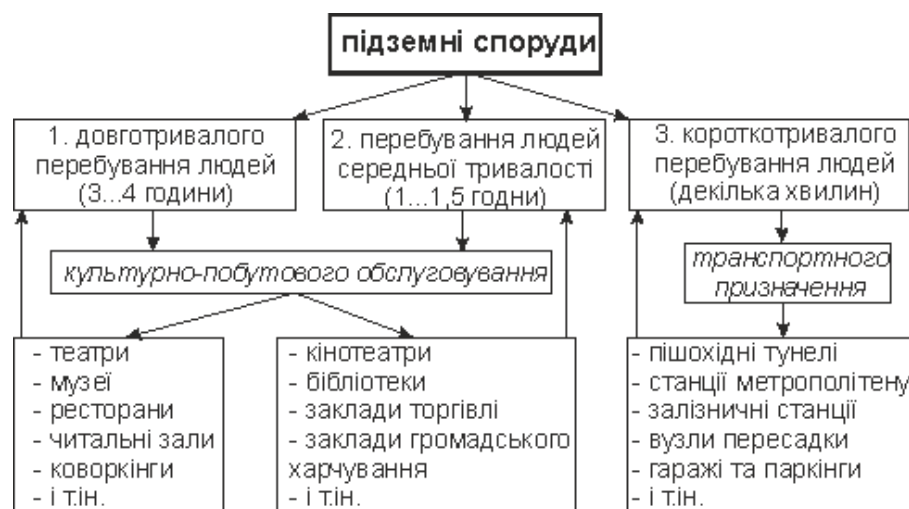 підземні споруди
1. довготривалого
перебування людей
(3...4 години)
2. перебування людей
середньої тривалості
(1...1,5 годни)
3. короткотривалого
перебування людей
(декілька хвилин)
культурно-побутового обслуговування
транспортного
призначення
- театри
- музеї
- ресторани
- читальні зали
- коворкінги
- і т.ін.
- кінотеатри
- бібліотеки
- заклади торгівлі
- заклади громадського
харчування
- і т.ін.
- пішохідні тунелі
- станції метрополітену
- залізничні станції
- вузли пересадки
- гаражі та паркінги
- і т.ін.